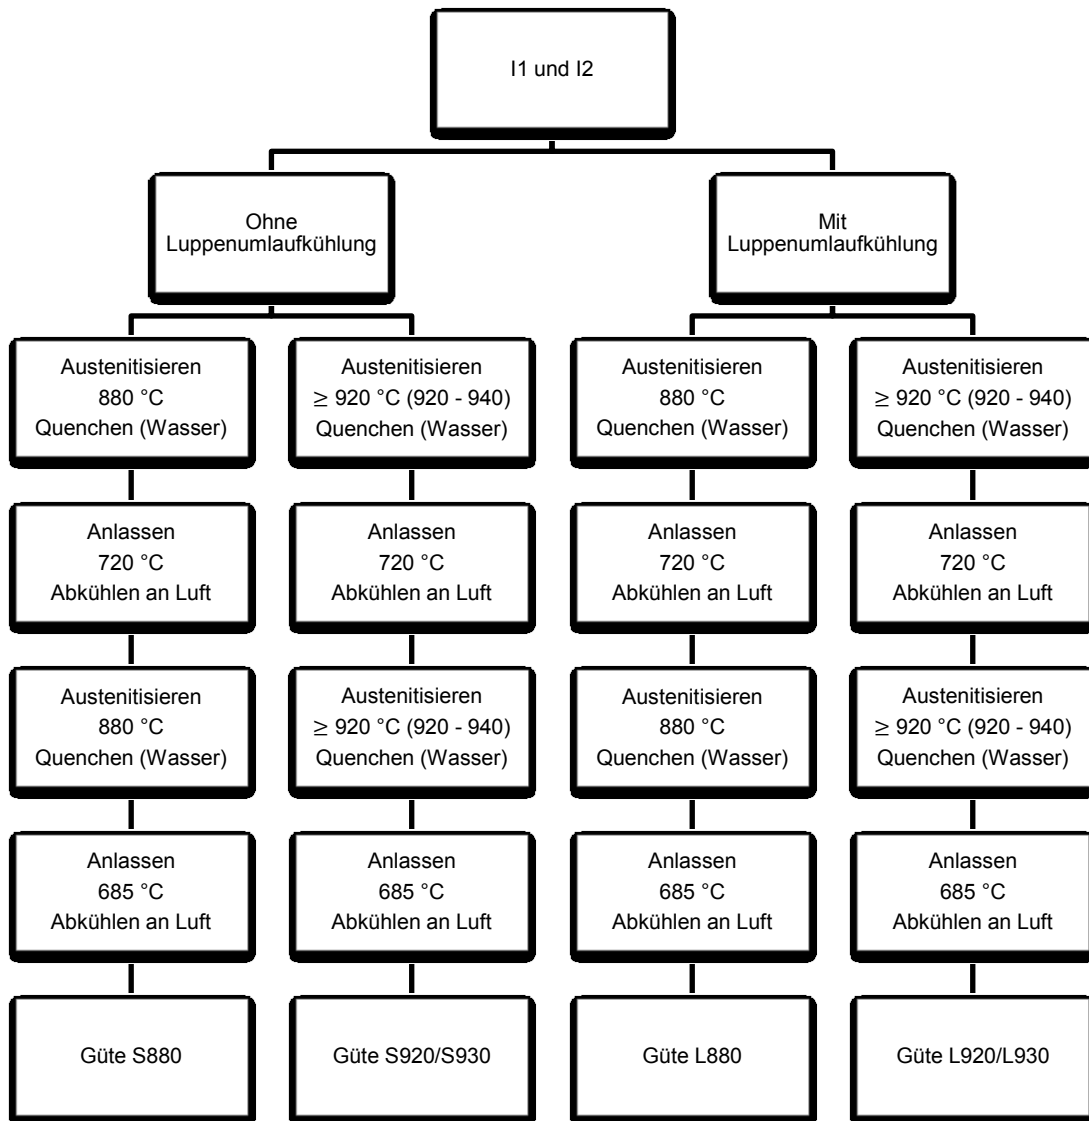 I1 und I2
Ohne
Luppenumlaufkühlung
Mit
Luppenumlaufkühlung
Austenitisieren
880 °C
Quenchen (Wasser)
Austenitisieren
≥ 920 °C (920 - 940)
Quenchen (Wasser)
Austenitisieren
880 °C
Quenchen (Wasser)
Austenitisieren
≥ 920 °C (920 - 940)
Quenchen (Wasser)
Anlassen
720 °C
Abkühlen an Luft
Anlassen
720 °C
Abkühlen an Luft
Anlassen
720 °C
Abkühlen an Luft
Anlassen
720 °C
Abkühlen an Luft
Austenitisieren
880 °C
Quenchen (Wasser)
Austenitisieren
≥ 920 °C (920 - 940)
Quenchen (Wasser)
Austenitisieren
880 °C
Quenchen (Wasser)
Austenitisieren
≥ 920 °C (920 - 940)
Quenchen (Wasser)
Anlassen
685 °C
Abkühlen an Luft
Anlassen
685 °C
Abkühlen an Luft
Anlassen
685 °C
Abkühlen an Luft
Anlassen
685 °C
Abkühlen an Luft
Güte S880
Güte S920/S930
Güte L880
Güte L920/L930